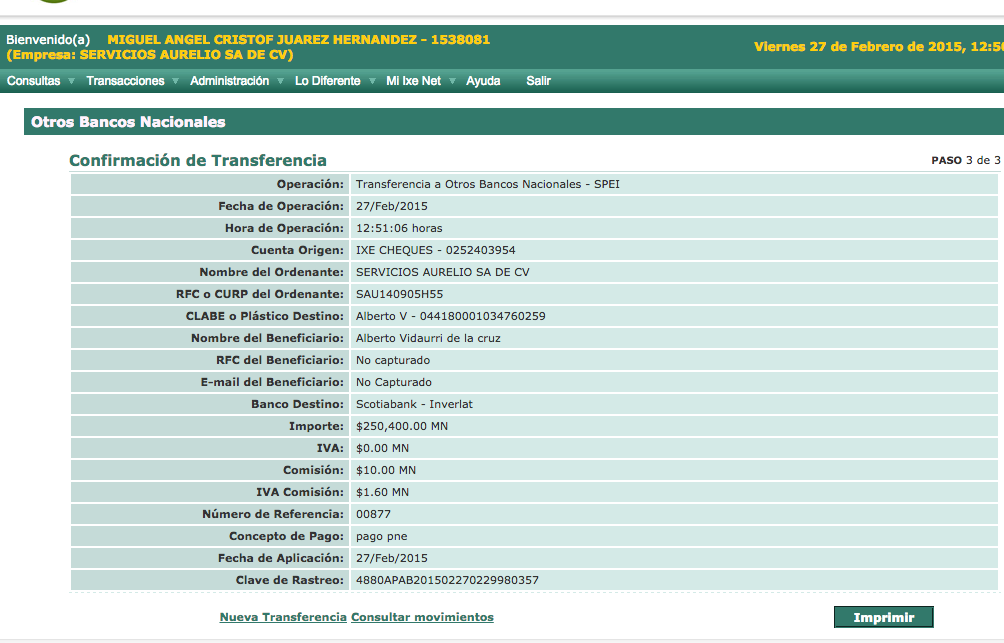 Bienvenido(a) MIGUEL ANGEL CRISTOF JUAREZ HERNANDEZ - 1538081
(Empresa: SERVICIOS AURELIO SA DE CV)
Viernes 27 de Febrero de 2015,
Consultas Transacciones Administración Lo Diferente Mi Ixe Net Ayuda Salir
Otros Bancos Nacionales
Confirmación de Transferencia PASO 3 de 3
Operación: Transferencia a Otros Bancos Nacionales - SPEI
Fecha de Operación: 27/Feb/2015
Hora de Operación: 12:51:06 horas
Cuenta Origen: IXE CHEQUES - 0252403954
Nombre del Ordenante: SERVICIOS AURELIO SA DE CV
RFC o CURP del Ordenante: SAU140905H55
CLABE o Plástico Destino: Alberto V - 044180001034760259
Nombre del Beneficiario: Alberto Vidaurri de la cruz
RFC del Beneficiario: No capturado
E-mail del Beneficiario: No Capturado
Banco Destino: Scotiabank - Inverlat
Importe: $250,400.00 MN
IVA: $0.00 MN
Comisión: $10.00 MN
IVA Comisión: $1.60 MN
Número de Referencia: 00877
Concepto de Pago: pago pne
Fecha de Aplicación: 27/Feb/2015
Clave de Rastreo: 4880APAB201502270229980357
Nueva Transferencia Consultar movimientos Imprimir